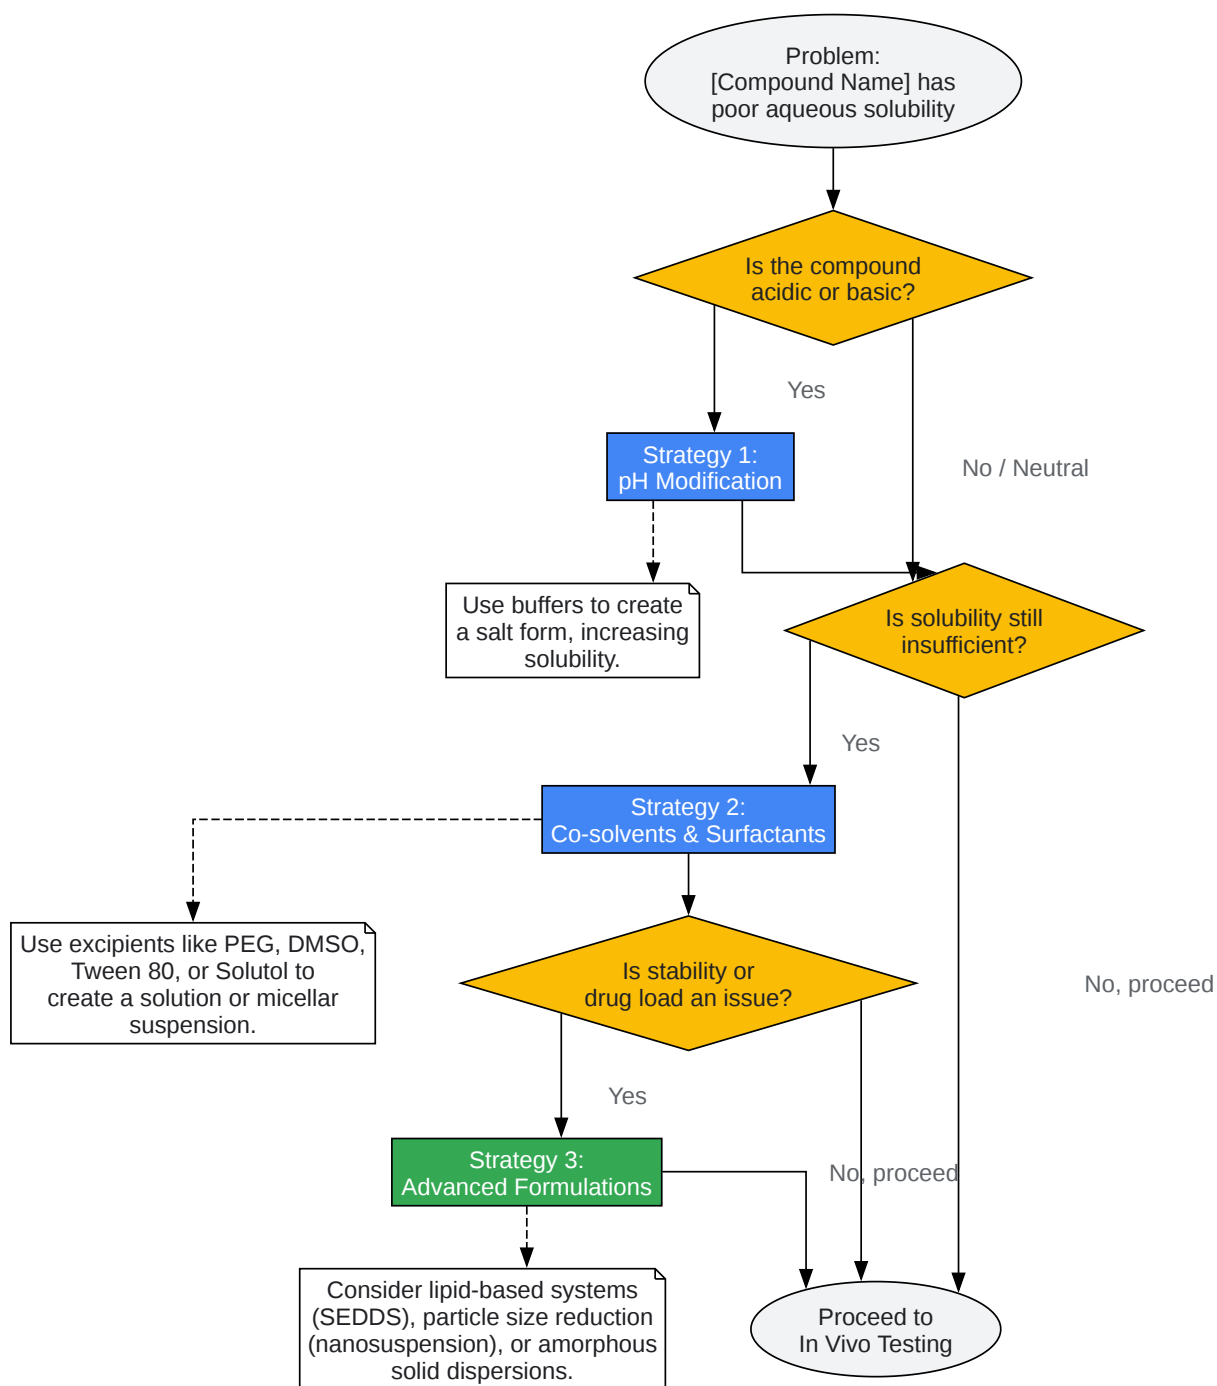 Problem:
[Compound Name] has
poor aqueous solubility
Is the compound
acidic or basic?
Yes
No / Neutral
Strategy 1:
pH Modification
Use buffers to create
a salt form, increasing
solubility.
Is solubility still
insufficient?
Yes
No, proceed
Strategy 2:
Co-solvents & Surfactants
Use excipients like PEG, DMSO,
Tween 80, or Solutol to
create a solution or micellar
suspension.
Is stability or
drug load an issue?
Yes
No, proceed
Strategy 3:
Advanced Formulations
Consider lipid-based systems
(SEDDS), particle size reduction
(nanosuspension), or amorphous
solid dispersions.
Proceed to
In Vivo Testing